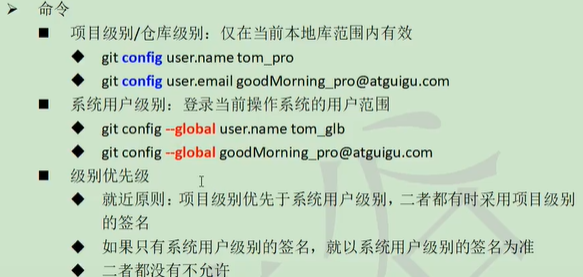 命令
项目级别/仓库级别：仅在当前本地库范围内有效
git config user.name tom_pro
git config user.email goodMorning_pro@atguigu.com
系统用户级别：登录当前操作系统的用户范围
git config --global user.name tom_glb
git config --global goodMorning_pro@atguigu.com
级别优先级
就近原则：项目级别优先于系统用户级别，二者都有时采用项目级别
的签名
如果只有系统用户级别的签名，就以系统用户级别的签名为准
二者都没有不允许